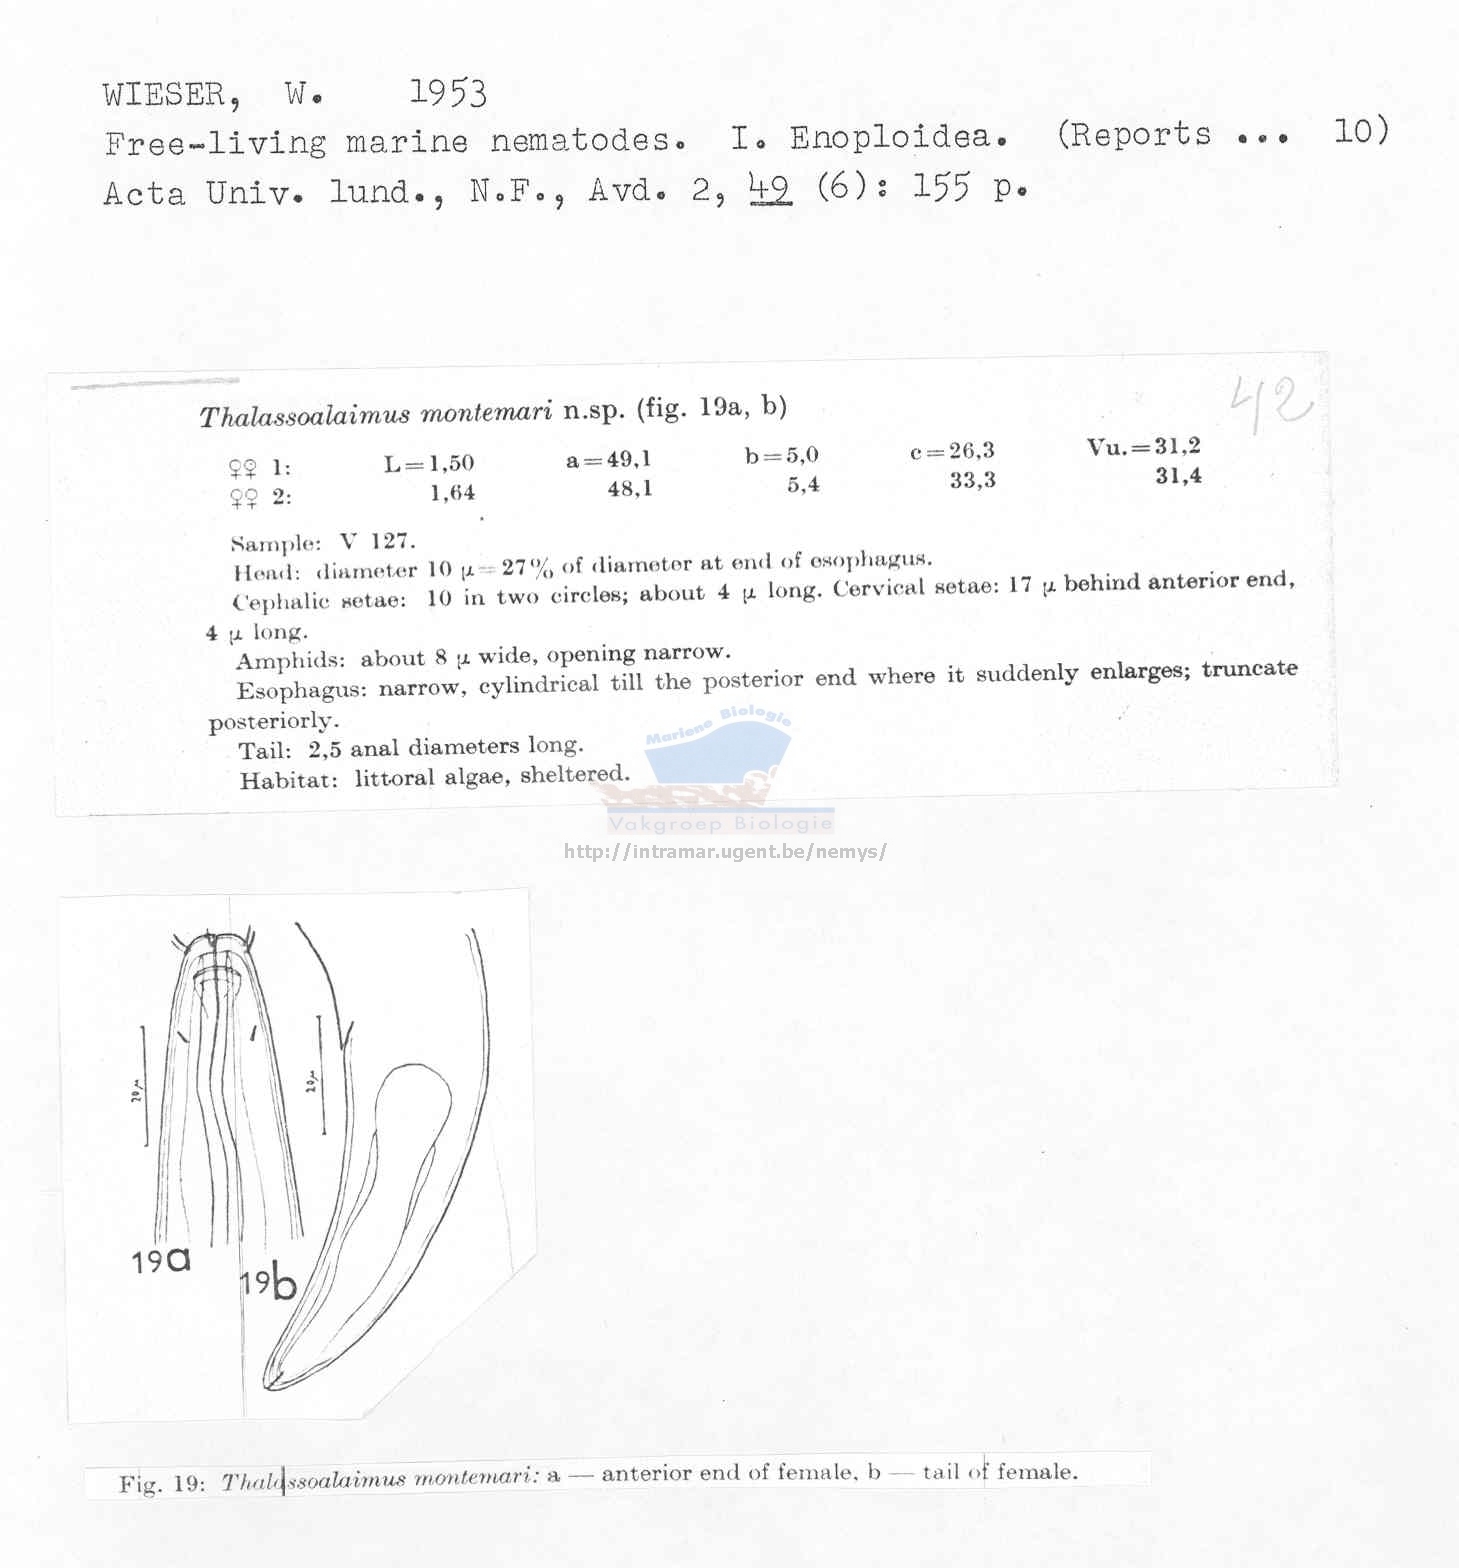 WIESER, W. 1953
Free-living marine nematodes. I. Enoploidea. (Reports ... 10)
Acta Univ. lund., N.F., Avd. 2, 49 (6): 155 p.
42
Thalassoalaimus montemari n.sp. (fig. 19a, b)
♀♀ 1: L=1,50 a=49,1 b=5,0 c=26,3 Vu.=31,2
♀♀ 2: 1,64 48,1 5,4 33,3 31,4
Sample: V 127.
Head: diameter 10 μ=27% of diameter at end of esophagus.
Cephalic setae: 10 in two circles; about 4 μ long. Cervical setae: 17 μ behind anterior end,
4 μ long.
Amphids: about 8 μ wide, opening narrow.
Esophagus: narrow, cylindrical till the posterior end where it suddenly enlarges; truncate
posteriorly.
Tail: 2,5 anal diameters long.
Habitat: littoral algae, sheltered.
Mariene Biologie
Vakgroep Biologie
http://intramar.ugent.be/nemys/
20 μ
20 μ
19a
19b
Fig. 19: Thalassoalaimus montemari: a — anterior end of female, b — tail of female.